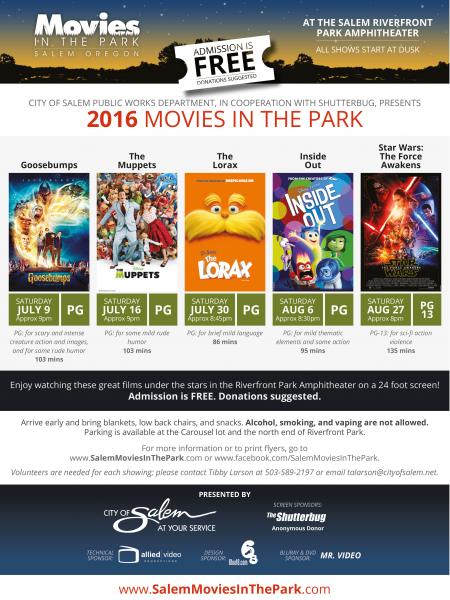 Movies
IN THE PARK
SALEM OREGON
ADMISSION IS
FREE
DONATIONS SUGGESTED
AT THE SALEM RIVERFRONT
PARK AMPHITHEATER
ALL SHOWS START AT DUSK
CITY OF SALEM PUBLIC WORKS DEPARTMENT, IN COOPERATION WITH SHUTTERBUG, PRESENTS
2016 MOVIES IN THE PARK
Goosebumps
The
Muppets
The
Lorax
Inside
Out
Star Wars:
The Force
Awakens
Goosebumps
MUPPETS
The LORAX
INSIDE
OUT
STAR WARS
SATURDAY
JULY 9
Approx 9pm
PG
SATURDAY
JULY 16
Approx 9pm
PG
SATURDAY
JULY 30
Approx 8:45pm
PG
SATURDAY
AUG 6
Approx 8:30pm
PG
SATURDAY
AUG 27
Approx 8pm
PG
13
PG: for scary and intense
creature action and images,
and for some rude humor
103 mins
PG: for some mild rude
humor
103 mins
PG: for brief mild language
86 mins
PG: for mild thematic
elements and some action
95 mins
PG-13: for sci-fi action
violence
135 mins
Enjoy watching these great films under the stars in the Riverfront Park Amphitheater on a 24 foot screen!
Admission is FREE. Donations suggested.
Arrive early and bring blankets, low back chairs, and snacks. Alcohol, smoking, and vaping are not allowed.
Parking is available at the Carousel lot and the north end of Riverfront Park.
For more information or to print flyers, go to
www.SalemMoviesInThePark.com or www.facebook.com/SalemMoviesInThePark.
Volunteers are needed for each showing; please contact Tibby Larson at 503-589-2197 or email talarson@cityofsalem.net.
PRESENTED BY
CITY OF Salem
AT YOUR SERVICE
SCREEN SPONSORS:
The Shutterbug
Anonymous Donor
TECHNICAL
SPONSOR:
allied video
PRODUCTIONS
DESIGN
SPONSOR:
BLURAY & DVD
SPONSOR:
MR. VIDEO
www.SalemMoviesInThePark.com